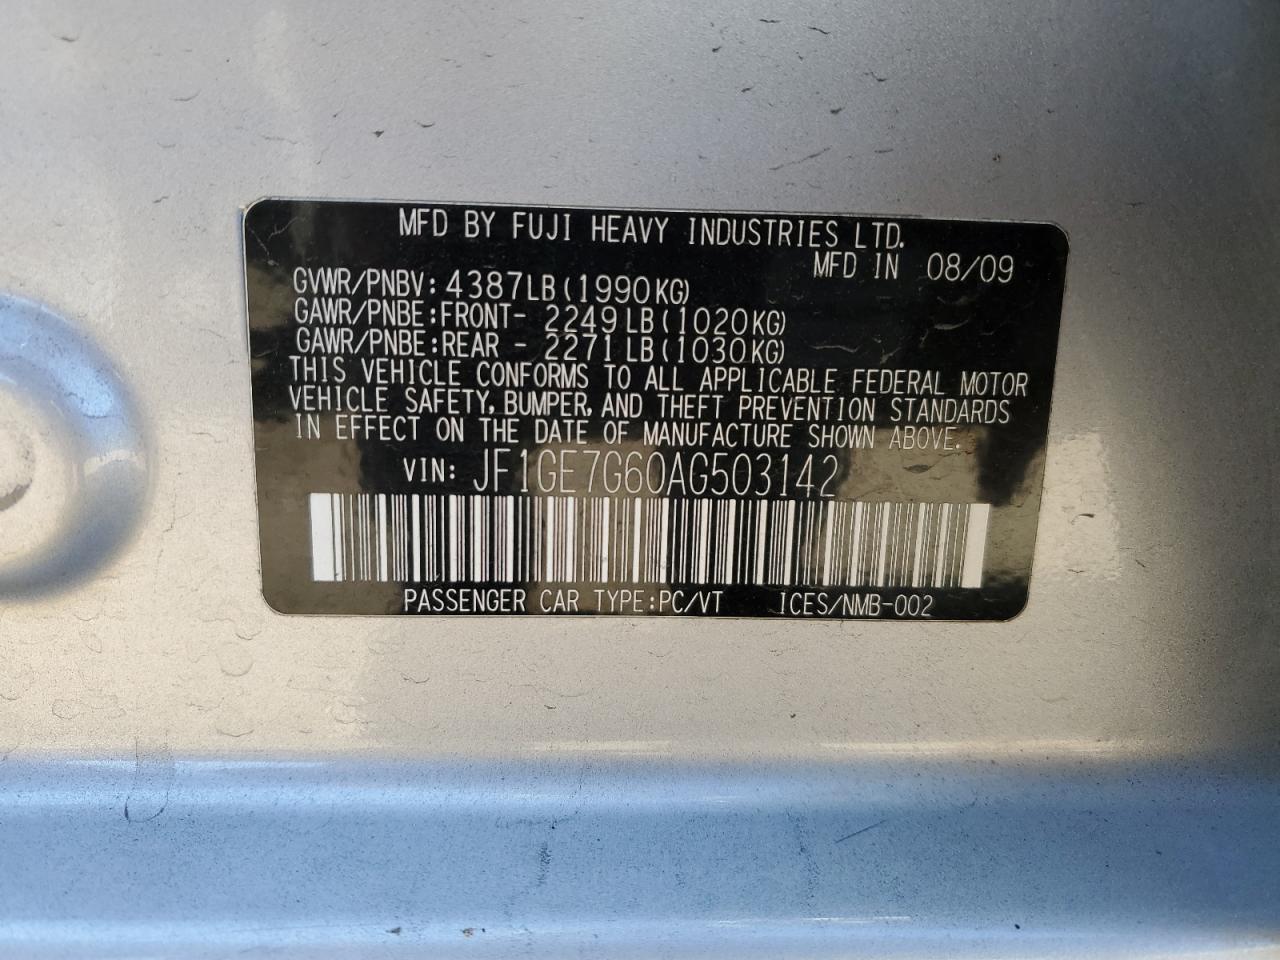 MFD BY FUJI HEAVY INDUSTRIES LTD.
MFD IN 08/09
GVWR/PNBV: 4387LB(1990KG)
GAWR/PNBE:FRONT- 2249LB(1020KG)
GAWR/PNBE:REAR - 2271LB(1030KG)
THIS VEHICLE CONFORMS TO ALL APPLICABLE FEDERAL MOTOR
VEHICLE SAFETY, BUMPER, AND THEFT PREVENTION STANDARDS
IN EFFECT ON THE DATE OF MANUFACTURE SHOWN ABOVE.
VIN: JF1GE7G60AG503142
PASSENGER CAR TYPE:PC/VT ICES/NMB-002